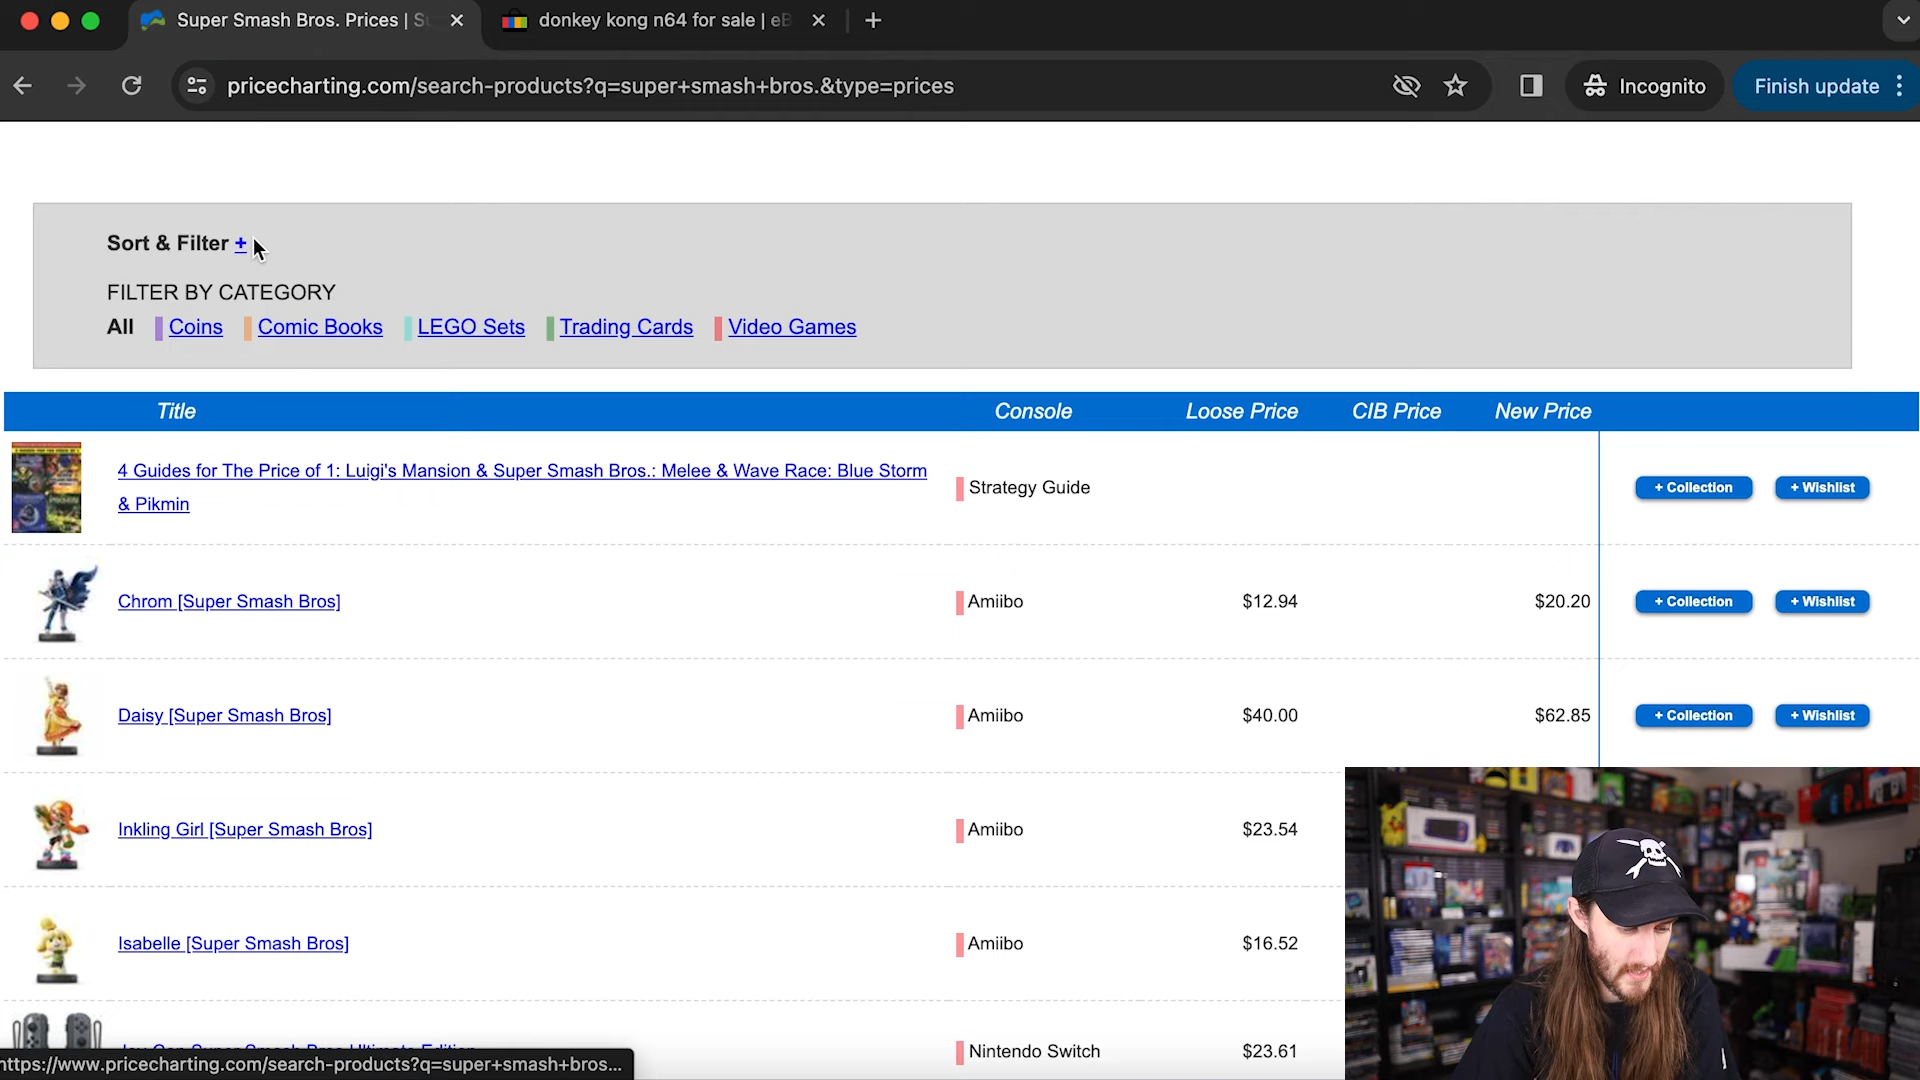 Super Smash Bros. Prices | S
donkey kong n64 for sale | eB
pricecharting.com/search-products?q=super+smash+bros.&type=prices
Incognito
Finish update
Sort & Filter +
FILTER BY CATEGORY
All Coins Comic Books LEGO Sets Trading Cards Video Games
Title Console Loose Price CIB Price New Price
4 Guides for The Price of 1: Luigi's Mansion & Super Smash Bros.: Melee & Wave Race: Blue Storm
& Pikmin
Strategy Guide
+ Collection + Wishlist
Chrom [Super Smash Bros] Amiibo $12.94 $20.20 + Collection + Wishlist
Daisy [Super Smash Bros] Amiibo $40.00 $62.85 + Collection + Wishlist
Inkling Girl [Super Smash Bros] Amiibo $23.54
Isabelle [Super Smash Bros] Amiibo $16.52
Nintendo Switch $23.61
https://www.pricecharting.com/search-products?q=super+smash+bros...